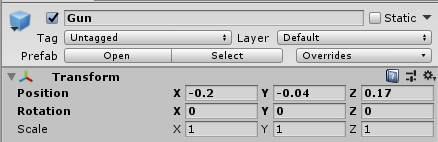 Gun Static
Tag Untagged Layer Default
Prefab Open Select Overrides
Transform
Position X -0.2 Y -0.04 Z 0.17
Rotation X 0 Y 0 Z 0
Scale X 1 Y 1 Z 1